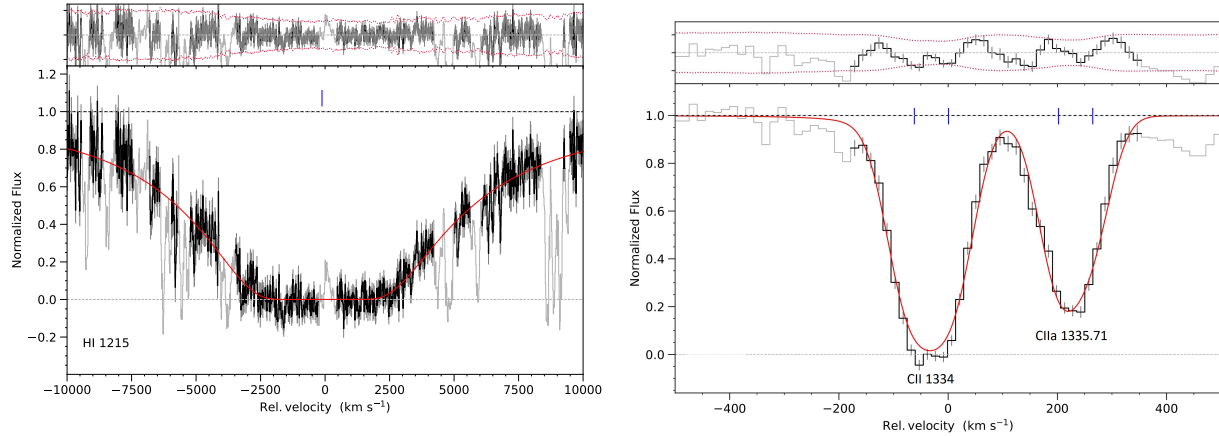 1.2
1.0
0.8
0.6
0.4
0.2
0.0
−0.2
Normalized Flux
HI 1215
−10000 −7500 −5000 −2500 0 2500 5000 7500 10000
Rel. velocity (km s⁻¹)
1.0
0.8
0.6
0.4
0.2
0.0
Normalized Flux
CIIa 1335.71
CII 1334
−400 −200 0 200 400
Rel. velocity (km s⁻¹)